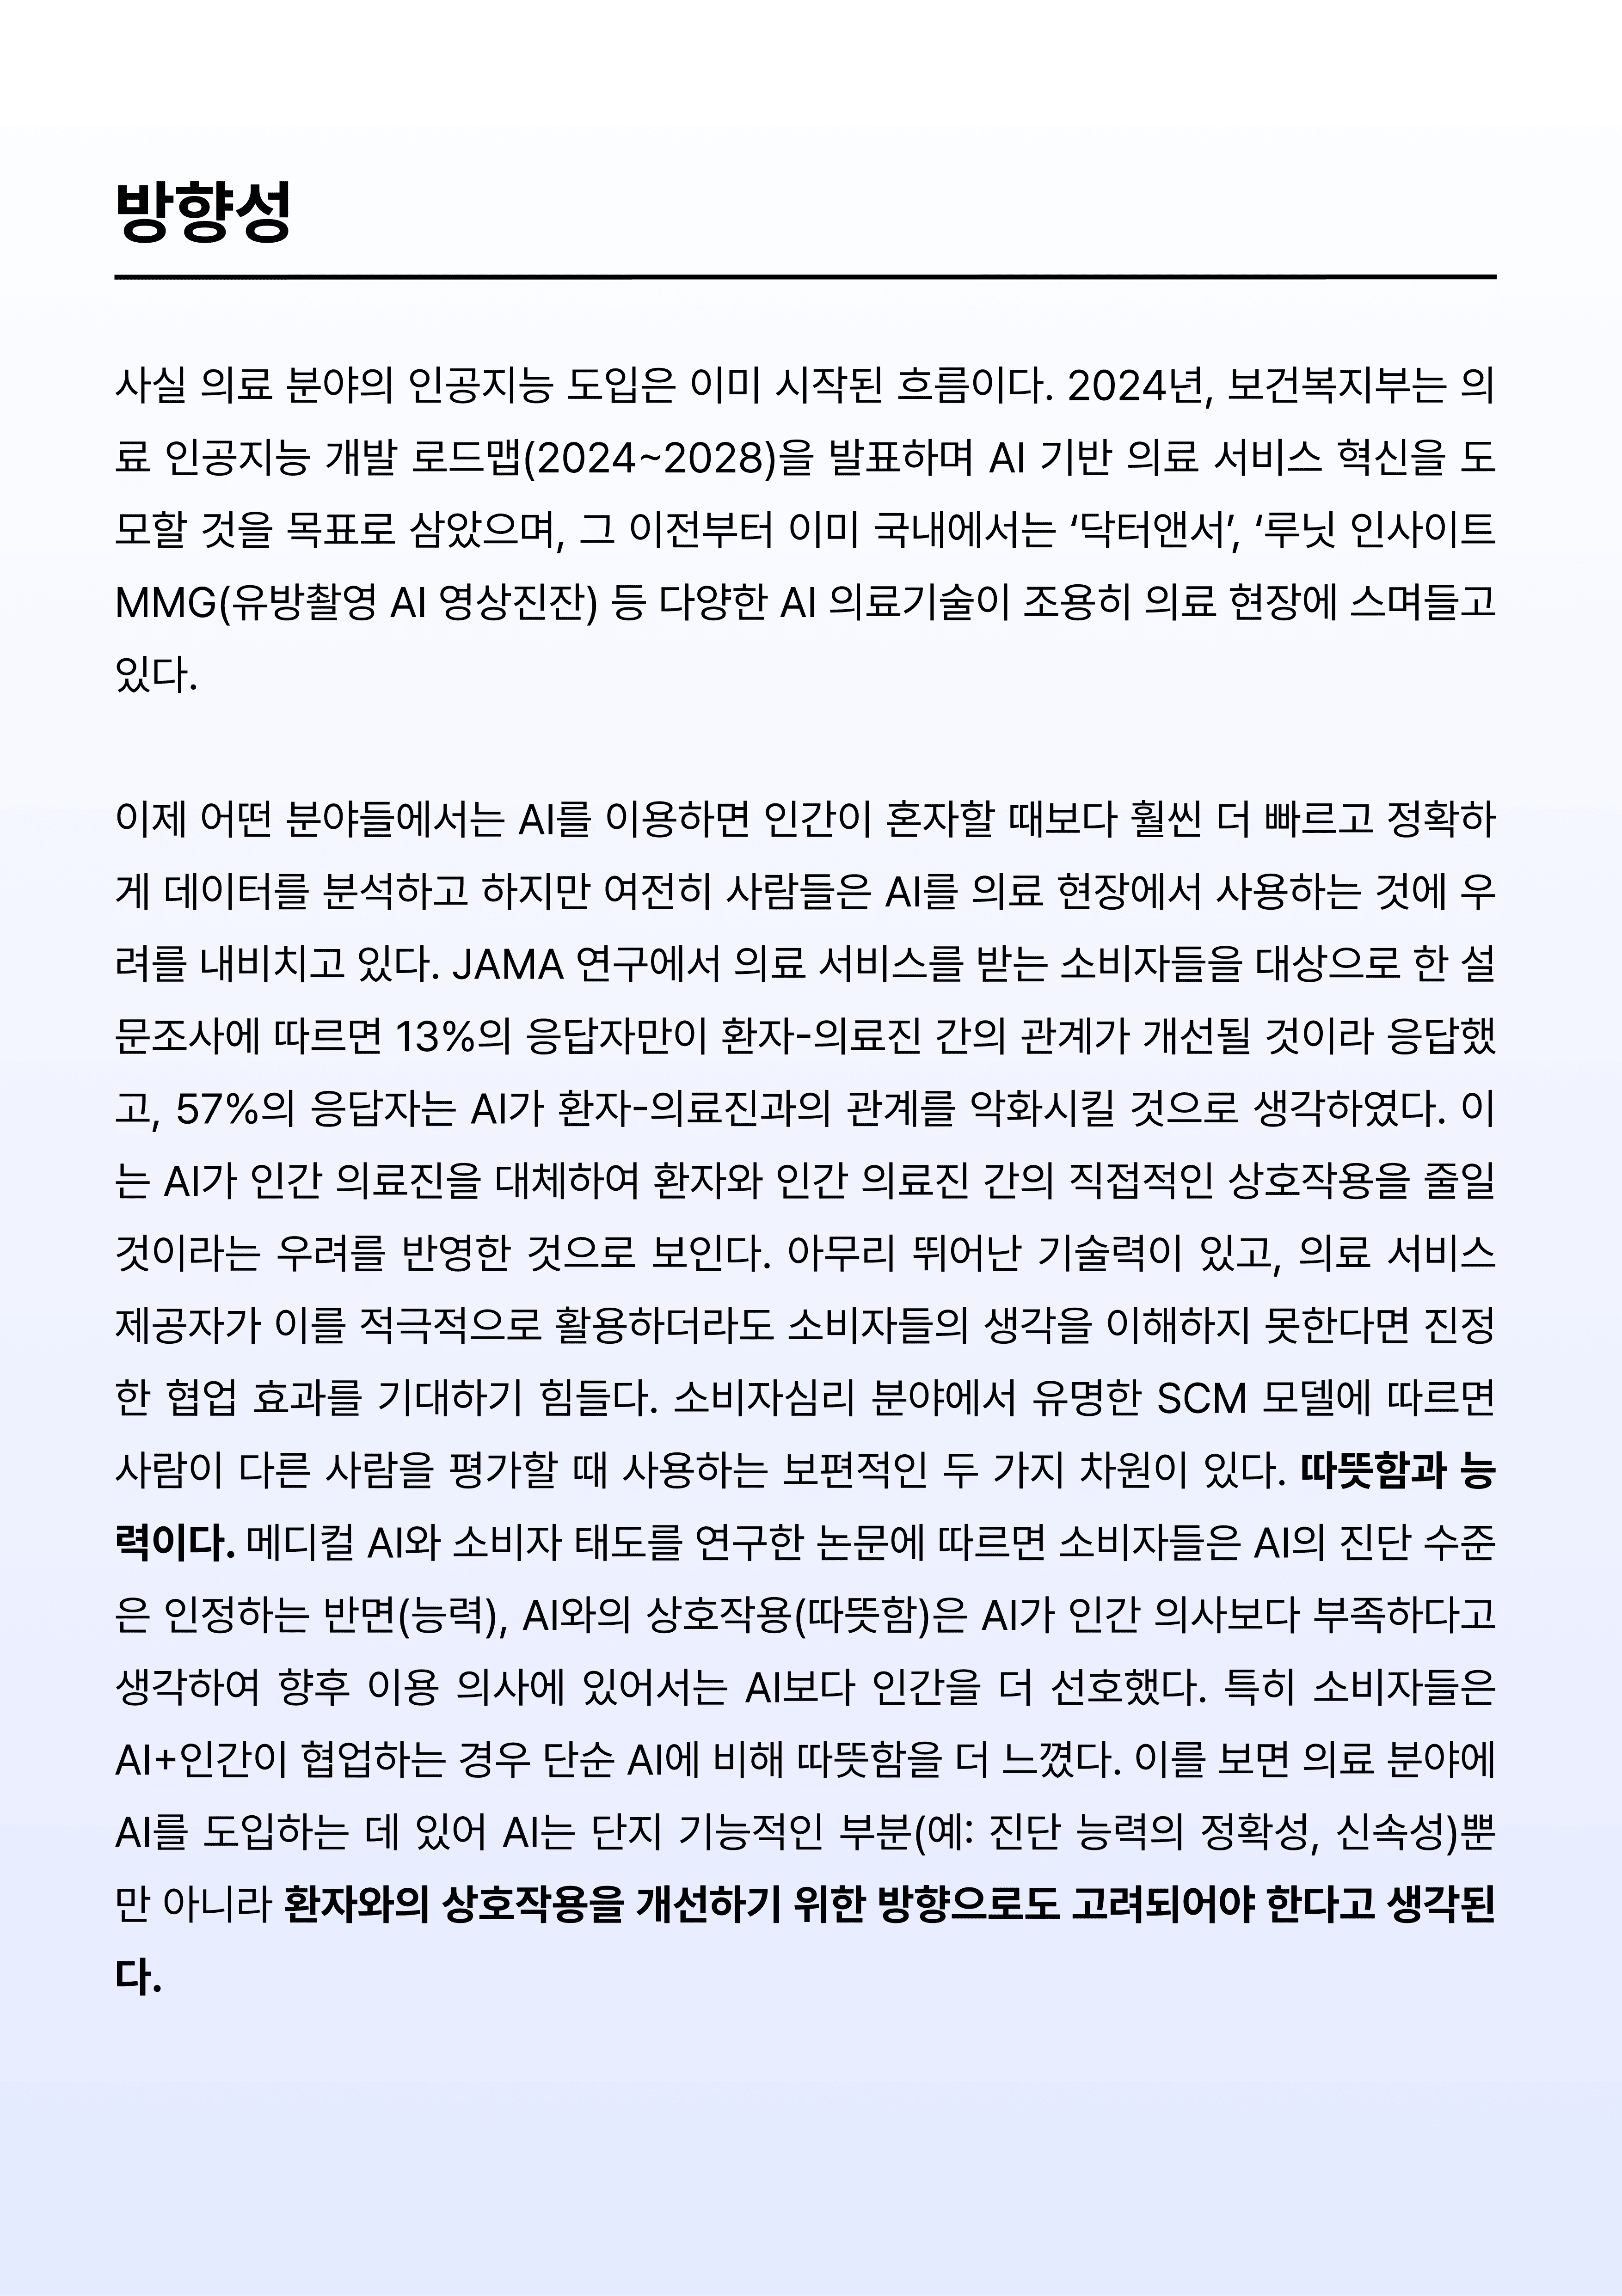 방향성
사실 의료 분야의 인공지능 도입은 이미 시작된 흐름이다. 2024년, 보건복지부는 의
료 인공지능 개발 로드맵(2024~2028)을 발표하며 AI 기반 의료 서비스 혁신을 도
모할 것을 목표로 삼았으며, 그 이전부터 이미 국내에서는 ‘닥터앤서’, ‘루닛 인사이트
MMG(유방촬영 AI 영상진잔) 등 다양한 AI 의료기술이 조용히 의료 현장에 스며들고
있다.
이제 어떤 분야들에서는 AI를 이용하면 인간이 혼자할 때보다 훨씬 더 빠르고 정확하
게 데이터를 분석하고 하지만 여전히 사람들은 AI를 의료 현장에서 사용하는 것에 우
려를 내비치고 있다. JAMA 연구에서 의료 서비스를 받는 소비자들을 대상으로 한 설
문조사에 따르면 13%의 응답자만이 환자-의료진 간의 관계가 개선될 것이라 응답했
고, 57%의 응답자는 AI가 환자-의료진과의 관계를 악화시킬 것으로 생각하였다. 이
는 AI가 인간 의료진을 대체하여 환자와 인간 의료진 간의 직접적인 상호작용을 줄일
것이라는 우려를 반영한 것으로 보인다. 아무리 뛰어난 기술력이 있고, 의료 서비스
제공자가 이를 적극적으로 활용하더라도 소비자들의 생각을 이해하지 못한다면 진정
한 협업 효과를 기대하기 힘들다. 소비자심리 분야에서 유명한 SCM 모델에 따르면
사람이 다른 사람을 평가할 때 사용하는 보편적인 두 가지 차원이 있다. 따뜻함과 능
력이다. 메디컬 AI와 소비자 태도를 연구한 논문에 따르면 소비자들은 AI의 진단 수준
은 인정하는 반면(능력), AI와의 상호작용(따뜻함)은 AI가 인간 의사보다 부족하다고
생각하여 향후 이용 의사에 있어서는 AI보다 인간을 더 선호했다. 특히 소비자들은
AI+인간이 협업하는 경우 단순 AI에 비해 따뜻함을 더 느꼈다. 이를 보면 의료 분야에
AI를 도입하는 데 있어 AI는 단지 기능적인 부분(예: 진단 능력의 정확성, 신속성)뿐
만 아니라 환자와의 상호작용을 개선하기 위한 방향으로도 고려되어야 한다고 생각된
다.